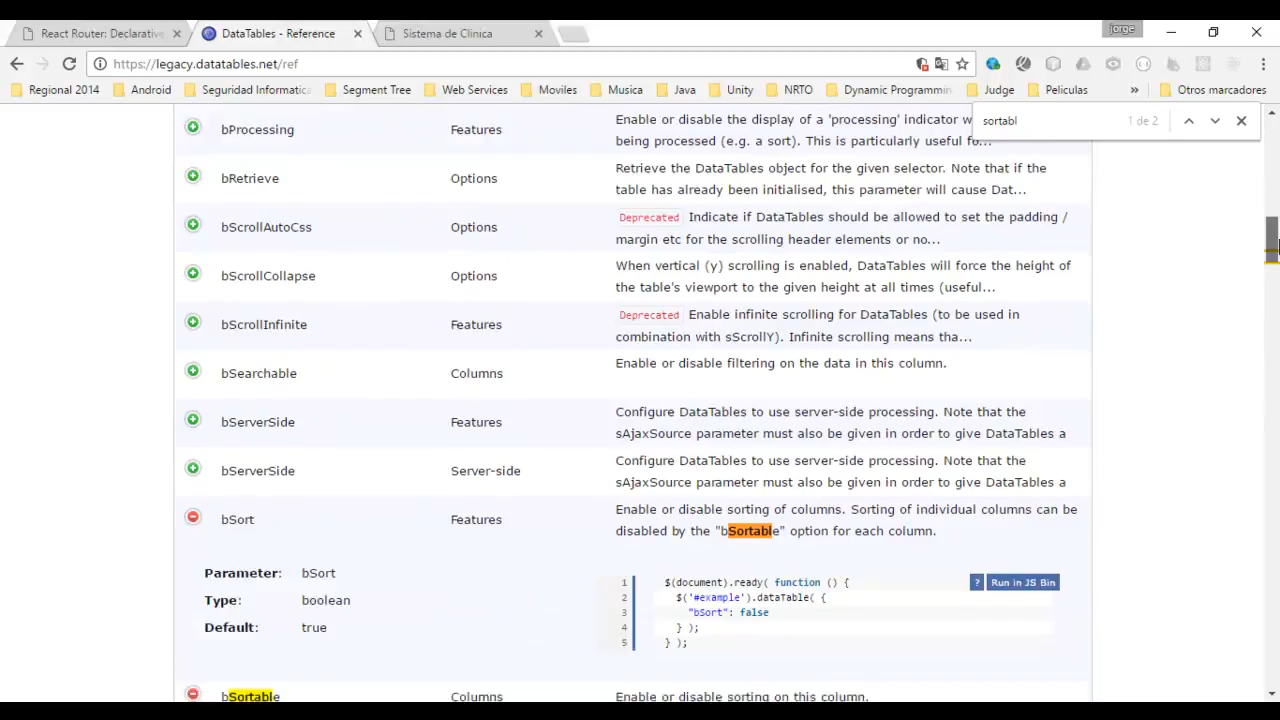 React Router: Declarative
DataTables - Reference
Sistema de Clinica
jorge
https://legacy.datatables.net/ref
Regional 2014
Android
Seguridad Informatica
Segment Tree
Web Services
Moviles
Musica
Java
Unity
NRTO
Dynamic Programmin
Judge
Peliculas
»
Otros marcadores
sortabl
1 de 2
bProcessing
Features
Enable or disable the display of a 'processing' indicator w
being processed (e.g. a sort). This is particularly useful fo...
bRetrieve
Options
Retrieve the DataTables object for the given selector. Note that if the
table has already been initialised, this parameter will cause Dat...
bScrollAutoCss
Options
Deprecated Indicate if DataTables should be allowed to set the padding /
margin etc for the scrolling header elements or no...
bScrollCollapse
Options
When vertical (y) scrolling is enabled, DataTables will force the height of
the table's viewport to the given height at all times (useful...
bScrollInfinite
Features
Deprecated Enable infinite scrolling for DataTables (to be used in
combination with sScrollY). Infinite scrolling means tha...
bSearchable
Columns
Enable or disable filtering on the data in this column.
bServerSide
Features
Configure DataTables to use server-side processing. Note that the
sAjaxSource parameter must also be given in order to give DataTables a
bServerSide
Server-side
Configure DataTables to use server-side processing. Note that the
sAjaxSource parameter must also be given in order to give DataTables a
bSort
Features
Enable or disable sorting of columns. Sorting of individual columns can be
disabled by the "bSortable" option for each column.
Parameter: bSort
Type: boolean
Default: true
? Run in JS Bin
1 $(document).ready( function () {
2 $('#example').dataTable( {
3 "bSort": false
4 } );
5 } );
bSortable
Columns
Enable or disable sorting on this column.